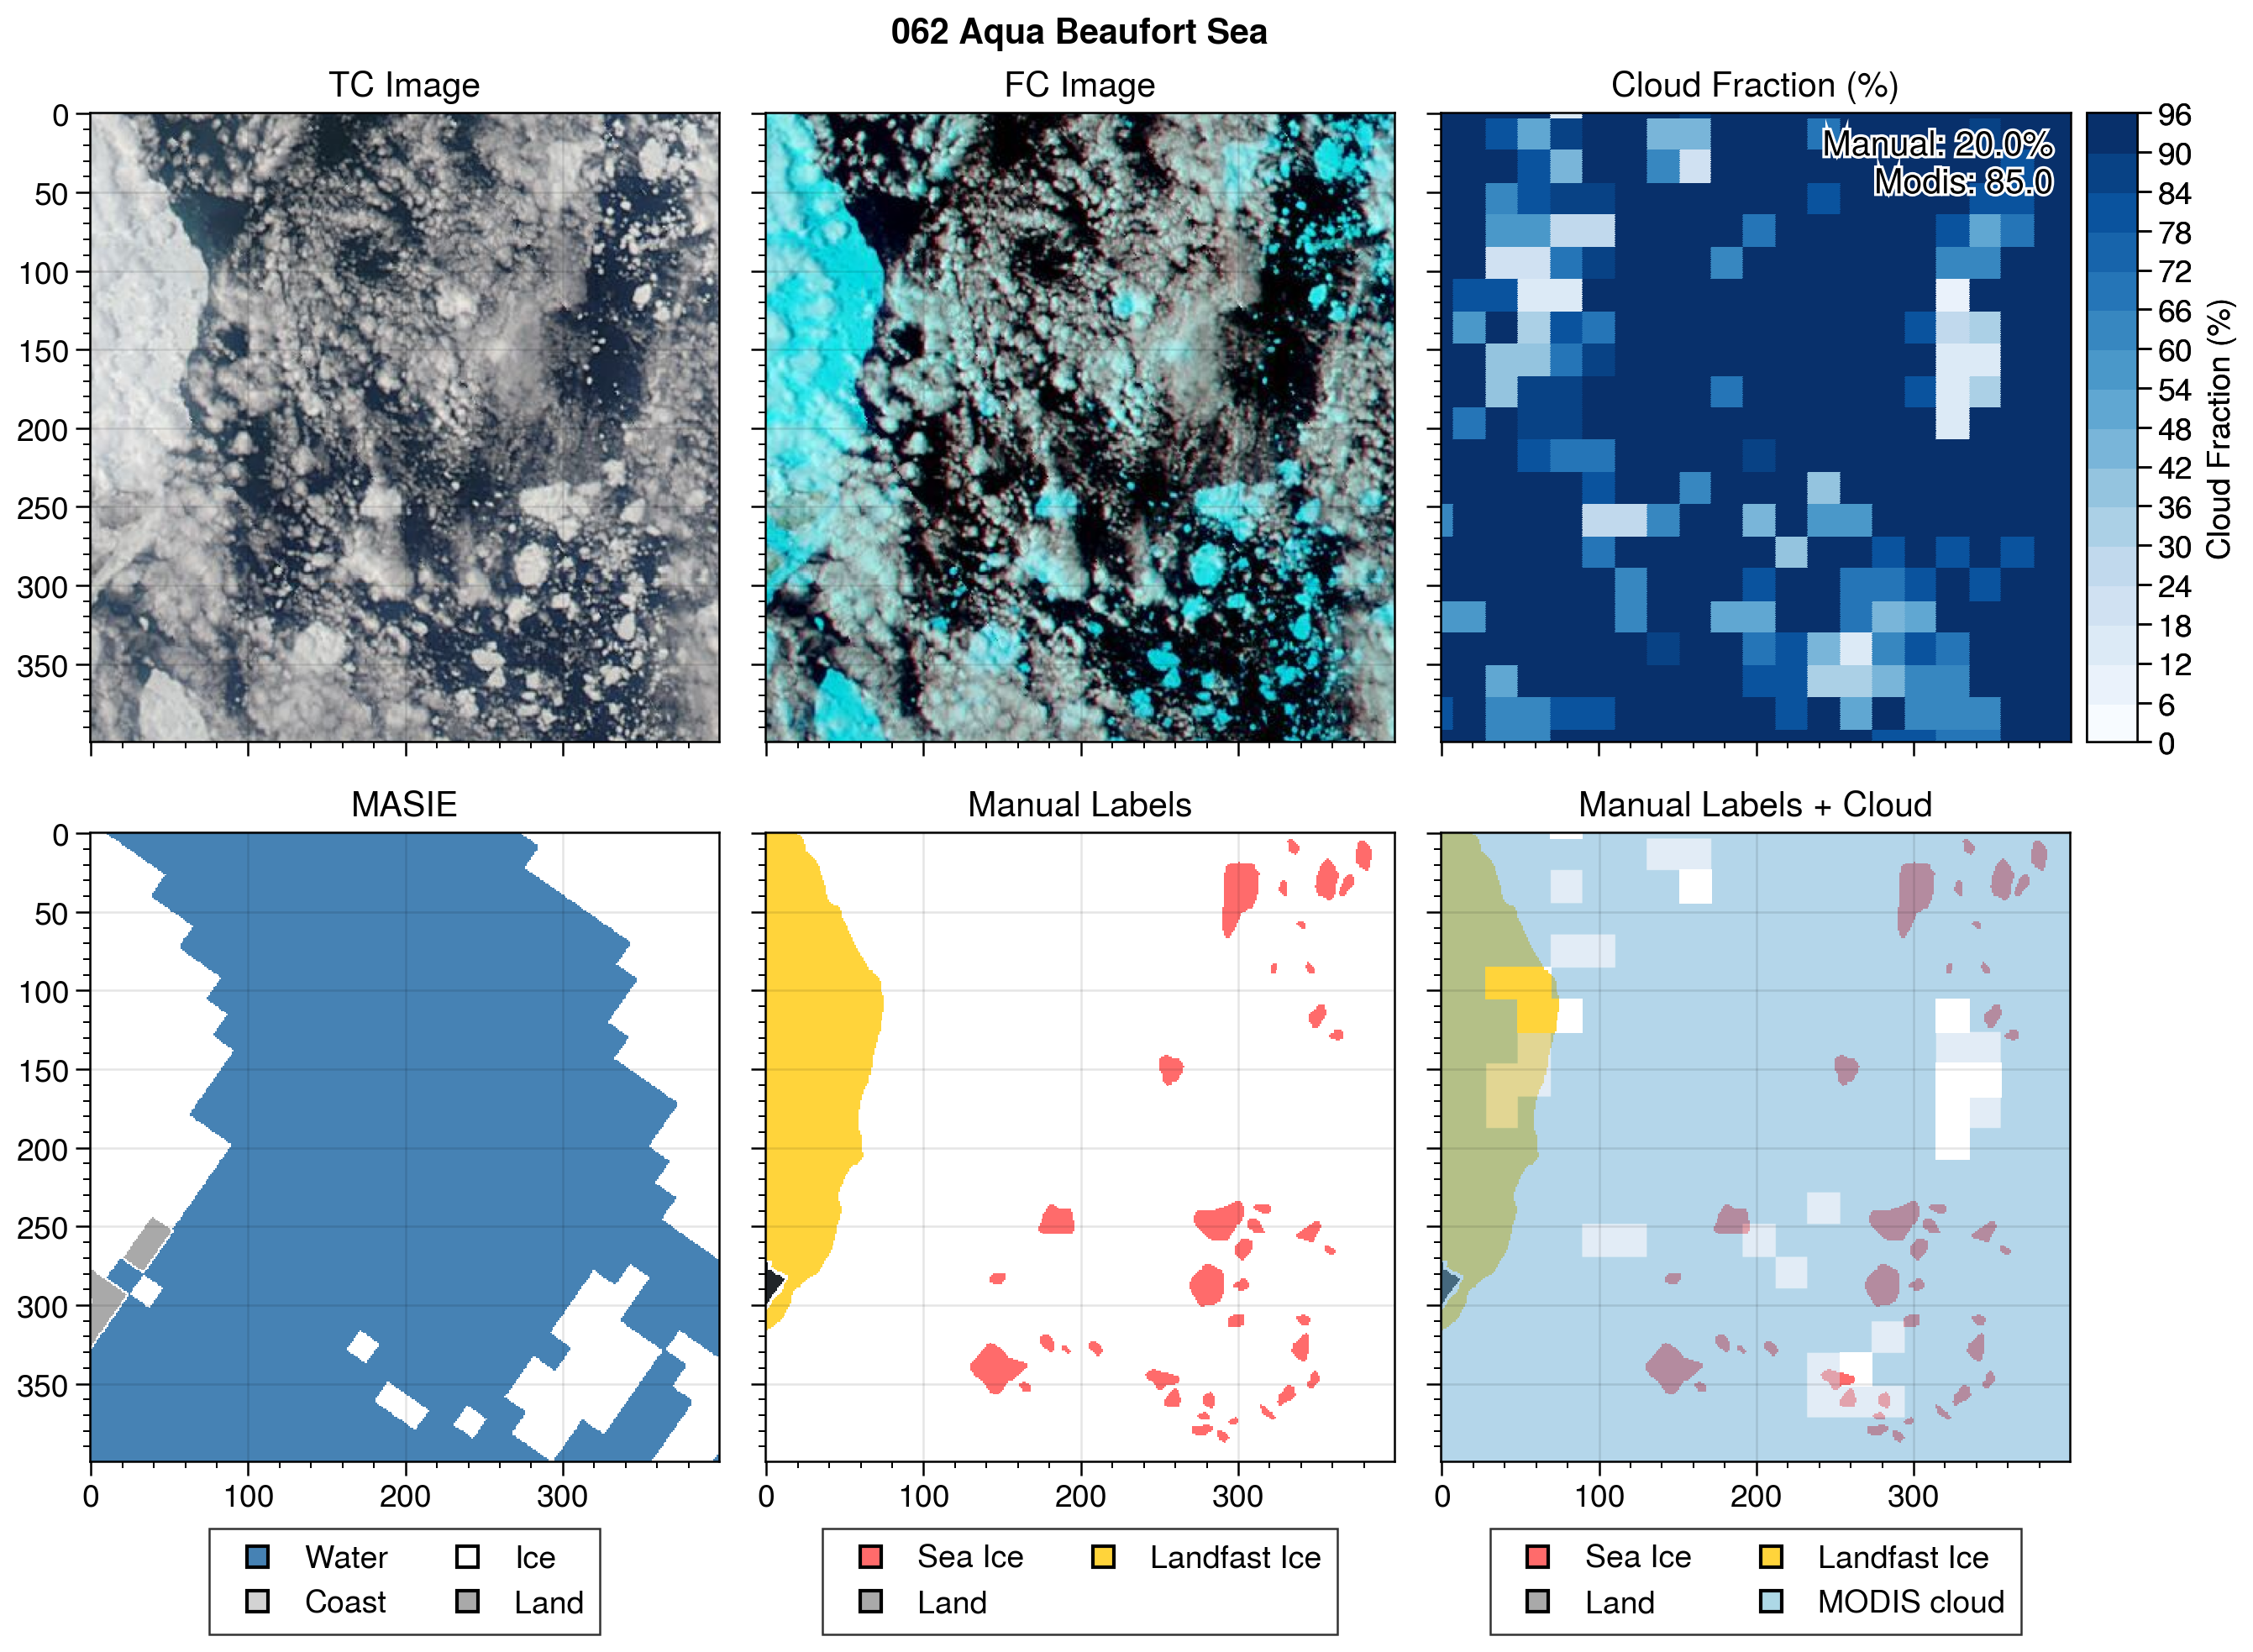 062 Aqua Beaufort Sea
TC Image
FC Image
Cloud Fraction (%)
0
50
100
150
200
250
300
350
Manual: 20.0%
Modis: 85.0
96
90
84
78
72
66
60
54
48
42
36
30
24
18
12
6
0
Cloud Fraction (%)
MASIE
Manual Labels
Manual Labels + Cloud
0
50
100
150
200
250
300
350
0 100 200 300
0 100 200 300
0 100 200 300
Water Ice
Coast Land
Sea Ice Landfast Ice
Land
Sea Ice Landfast Ice
Land MODIS cloud